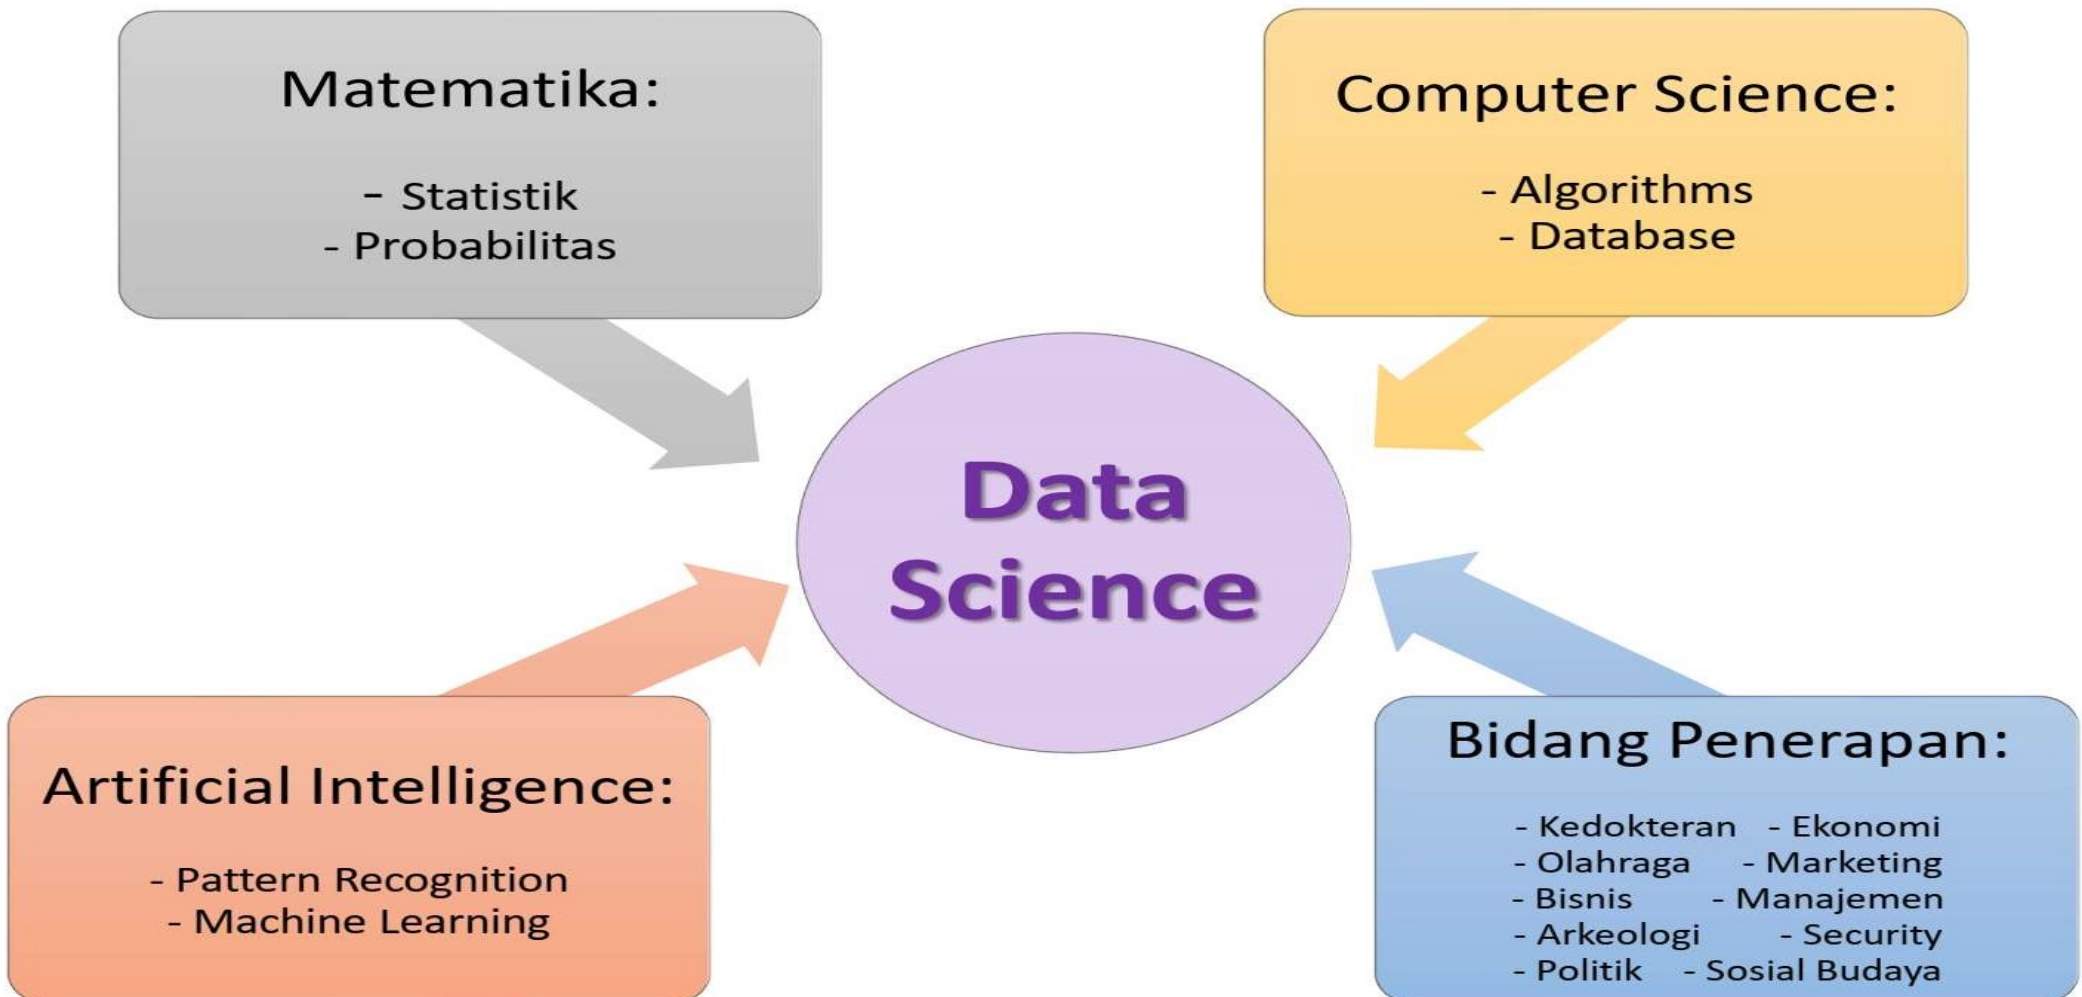 Matematika:
- Statistik
- Probabilitas
Computer Science:
- Algorithms
- Database
Data
Science
Artificial Intelligence:
- Pattern Recognition
- Machine Learning
Bidang Penerapan:
- Kedokteran - Ekonomi
- Olahraga - Marketing
- Bisnis - Manajemen
- Arkeologi - Security
- Politik - Sosial Budaya